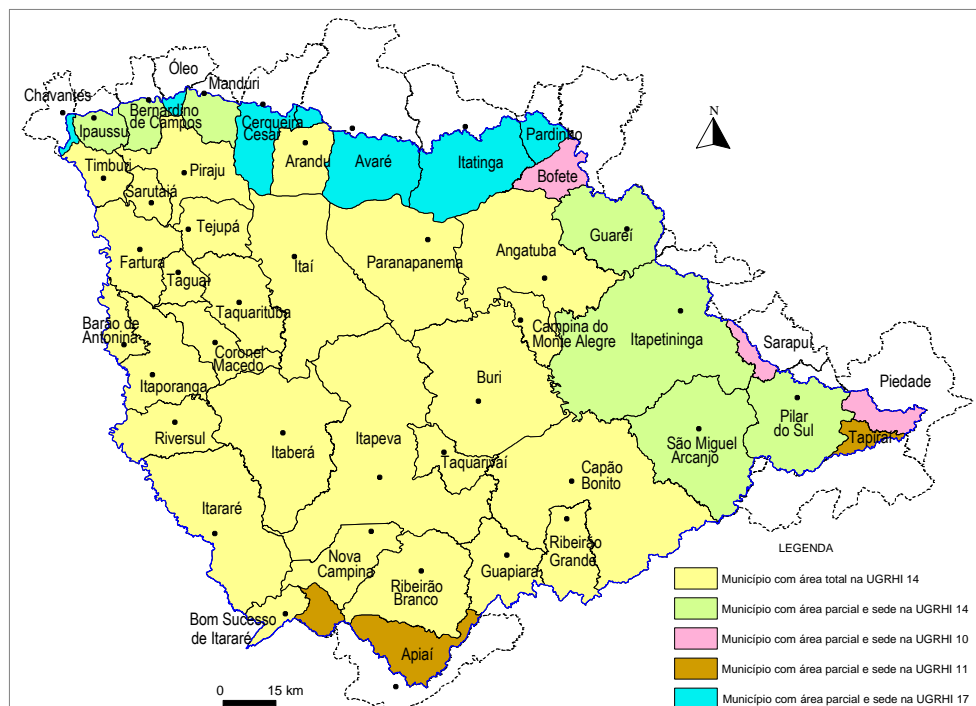 Óleo
Chavantés
Mandúri
Ipaussu
Bernardino
de Campos
Cerqueira
Cesar
Pardinho
Timburi
Piraju
Arandu
Avaré
Itatinga
Bofete
N
Sarutaiá
Tejupá
Guareí
Fartura
Itaí
Paranapanema
Angatuba
Taguaí
Taquarituba
Barão de
Antonina
Coronel
Macedo
Campina do
Monte Alegre
Itapetininga
Sarapuí
Itaporanga
Buri
Piedade
Riversul
Itaberá
Itapeva
Taquarivaí
São Miguel
Arcanjo
Pilar
do Sul
Tapiraí
Capão
Bonito
Itararé
Nova
Campina
Ribeirão
Branco
Guapiara
Ribeirão
Grande
Bom Sucesso
de Itararé
Apiaí
0 15 km
LEGENDA
Município com área total na UGRHI 14
Município com área parcial e sede na UGRHI 14
Município com área parcial e sede na UGRHI 10
Município com área parcial e sede na UGRHI 11
Município com área parcial e sede na UGRHI 17